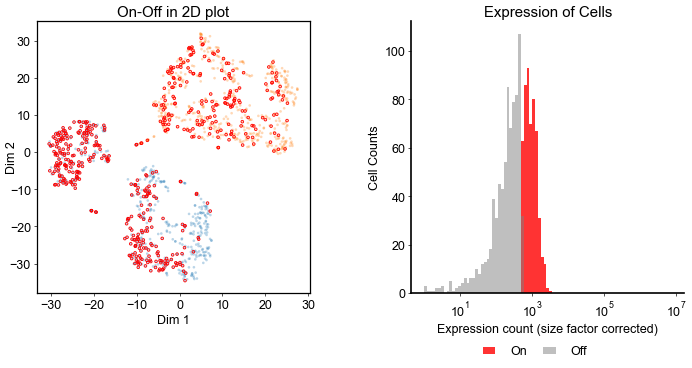 On-Off in 2D plot
30
20
10
0
−10
−20
−30
Dim 2
−30 −20 −10 0 10 20 30
Dim 1
Expression of Cells
100
80
60
40
20
0
Cell Counts
10^1 10^3 10^5 10^7
Expression count (size factor corrected)
On Off